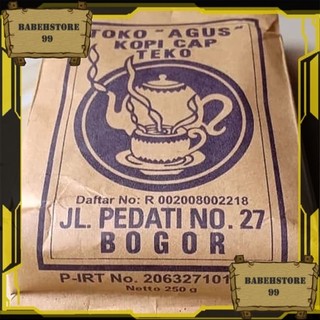 BABEHSTORE
99
TOKO "AGUS"
KOPI CAP
TEKO
Daftar No: R 002008002218
JL. PEDATI NO. 27
BOGOR
P-IRT No. 206327101
Netto 250 g
BABEHSTORE
99